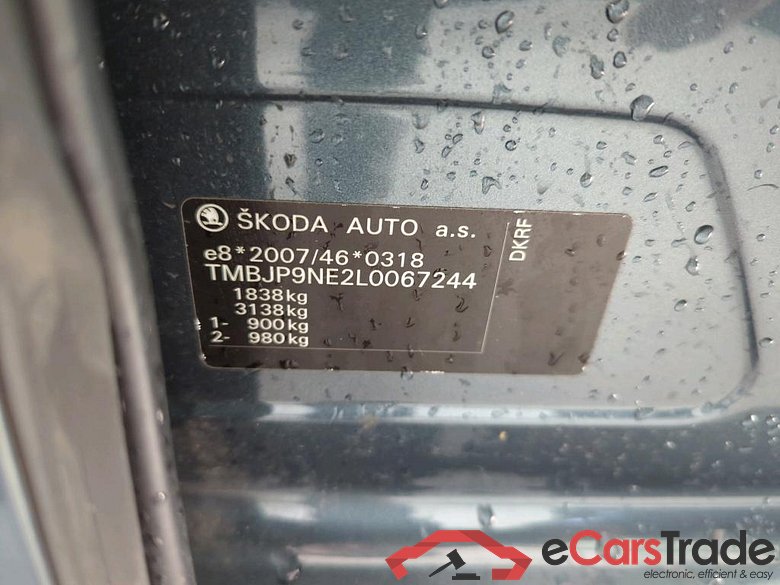 ŠKODA AUTO a.s.
e8*2007/46*0318
TMBJP9NE2L0067244
1838kg
3138kg
1- 900kg
2- 980kg
DKRF
eCarsTrade
electronic, efficient & easy